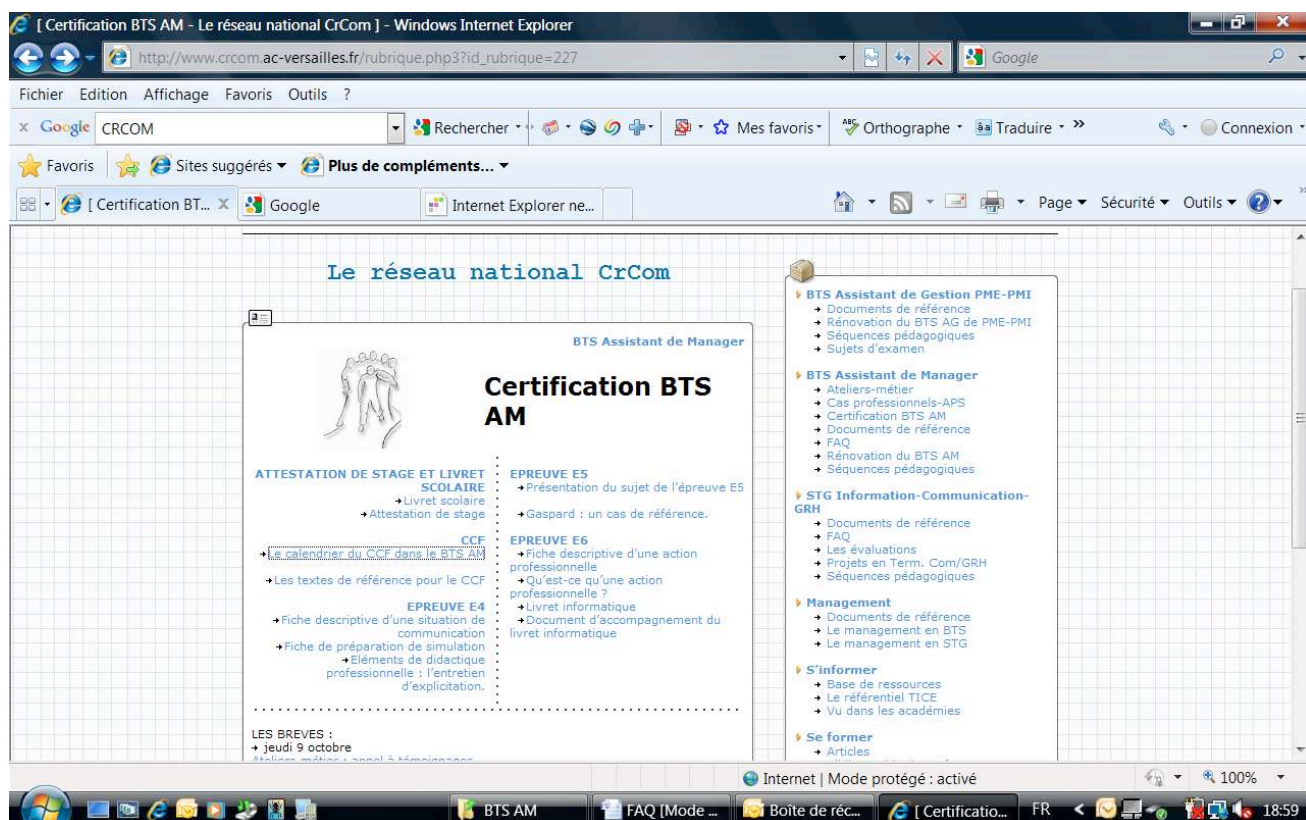 [ Certification BTS AM - Le réseau national CrCom ] - Windows Internet Explorer
http://www.crcom.ac-versailles.fr/rubrique.php3?id_rubrique=227
Google
Fichier Edition Affichage Favoris Outils ?
x Google CRCOM Rechercher Mes favoris Orthographe Traduire » Connexion
Favoris Sites suggérés Plus de compléments...
[ Certification BT... X Google Internet Explorer ne... Page Sécurité Outils »
Le réseau national CrCom
BTS Assistant de Manager
Certification BTS
AM
ATTESTATION DE STAGE ET LIVRET
SCOLAIRE
Livret scolaire
Attestation de stage
CCF
Le calendrier du CCF dans le BTS AM
Les textes de référence pour le CCF
EPREUVE E4
Fiche descriptive d'une situation de
communication
Fiche de préparation de simulation
Eléments de didactique
professionnelle : l'entretien
d'explicitation.
EPREUVE E5
Présentation du sujet de l'épreuve E5
Gaspard : un cas de référence.
EPREUVE E6
Fiche descriptive d'une action
professionnelle
Qu'est-ce qu'une action
professionnelle ?
Livret informatique
Document d'accompagnement du
livret informatique
LES BREVES :
jeudi 9 octobre
Ateliers métier : appel à témoignage
BTS Assistant de Gestion PME-PMI
Documents de référence
Rénovation du BTS AG de PME-PMI
Séquences pédagogiques
Sujets d'examen
BTS Assistant de Manager
Ateliers-métier
Cas professionnels-APS
Certification BTS AM
Documents de référence
FAQ
Rénovation du BTS AM
Séquences pédagogiques
STG Information-Communication-
GRH
Documents de référence
FAQ
Les évaluations
Projets en Term. Com/GRH
Séquences pédagogiques
Management
Documents de référence
Le management en BTS
Le management en STG
S'informer
Base de ressources
Le référentiel TICE
Vu dans les académies
Se former
Articles
Internet | Mode protégé : activé 100%
BTS AM FAQ [Mode ... Boîte de réc... [ Certificatio... FR < 18:59